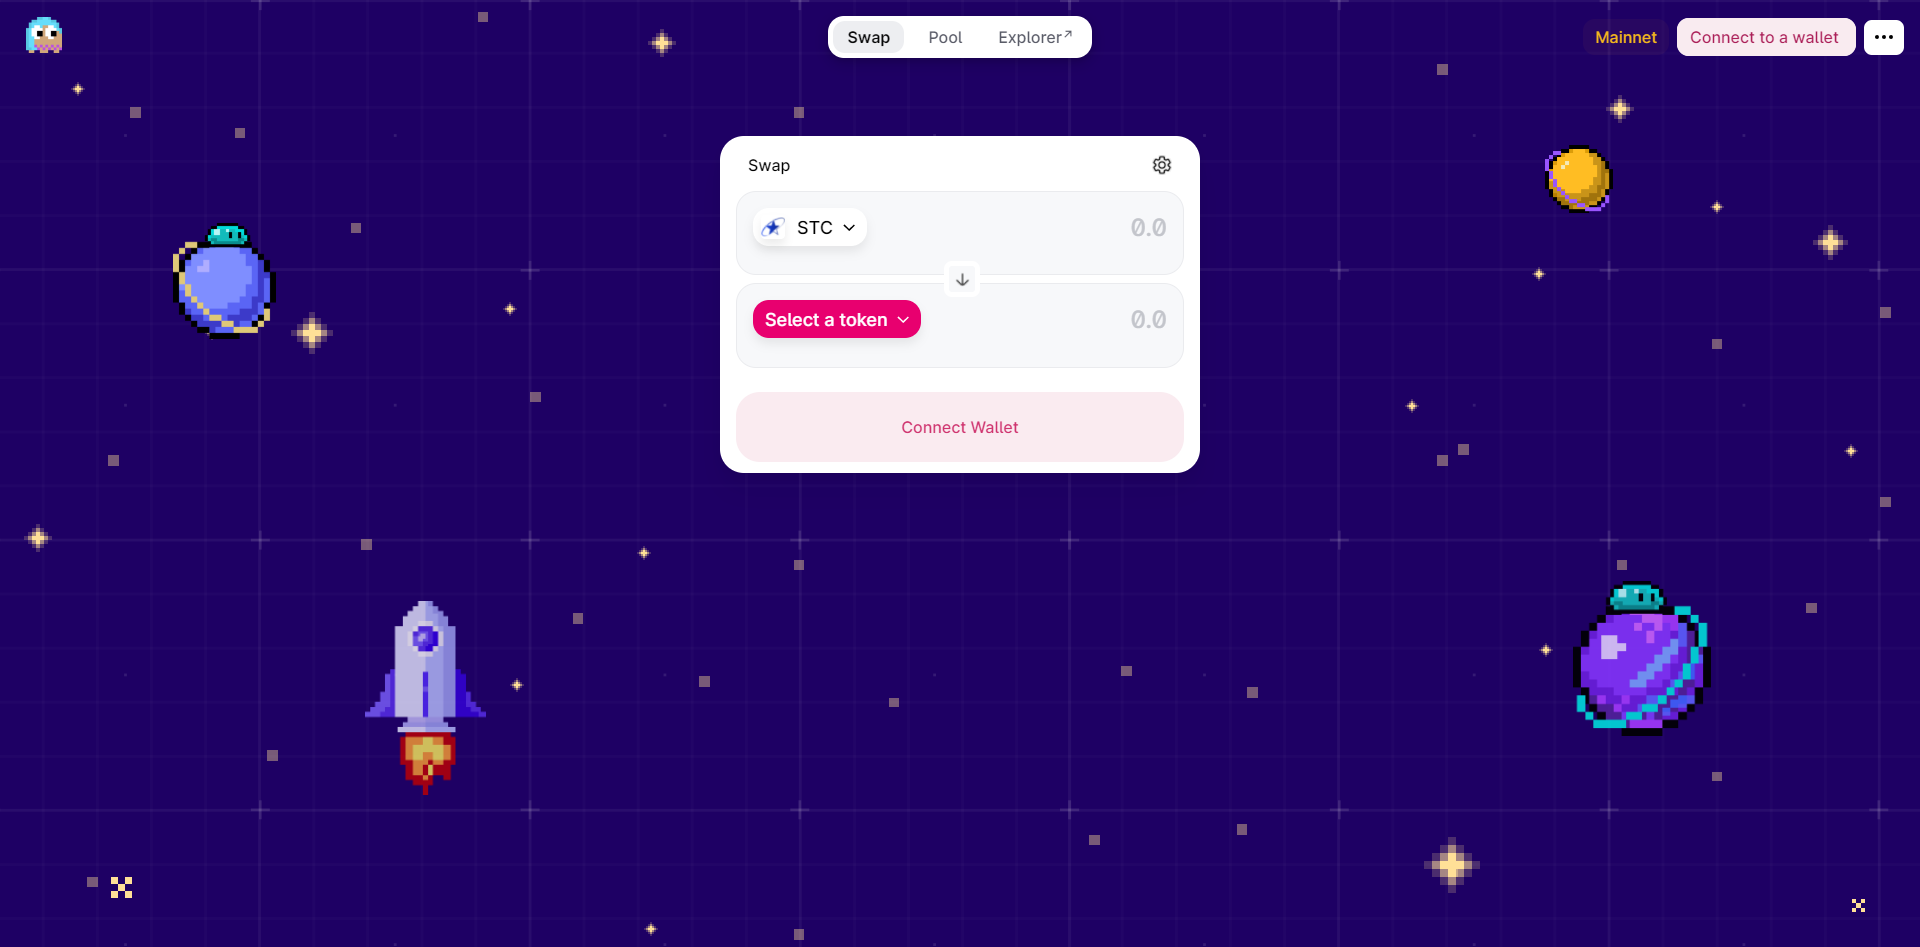 Swap
Pool
Explorer↗
Mainnet
Connect to a wallet
Swap
STC
0.0
Select a token
0.0
Connect Wallet